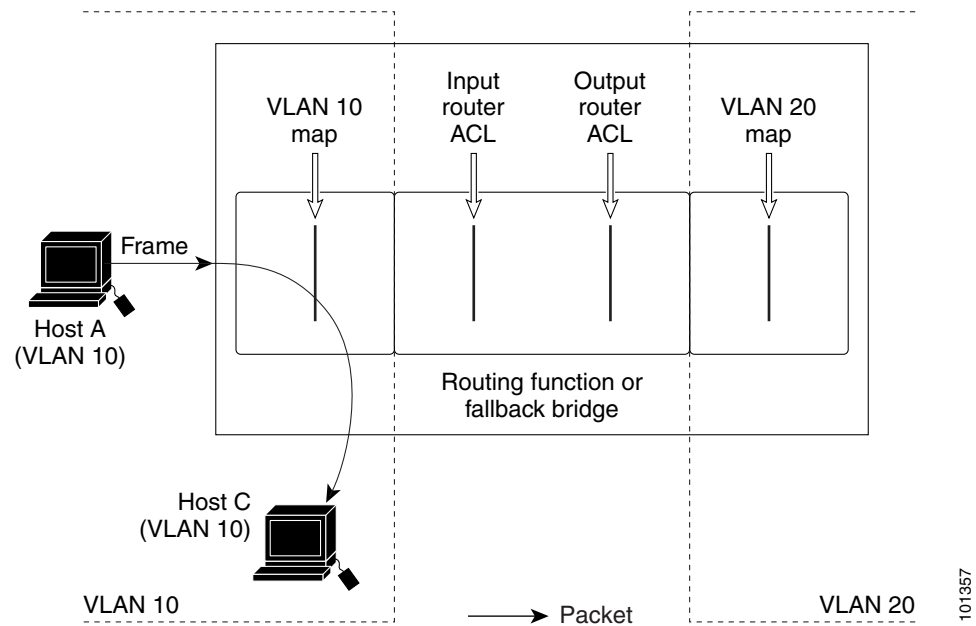 VLAN 10
map
Input
router
ACL
Output
router
ACL
VLAN 20
map
Frame
Host A
(VLAN 10)
Routing function or
fallback bridge
Host C
(VLAN 10)
VLAN 10
Packet
VLAN 20
101357